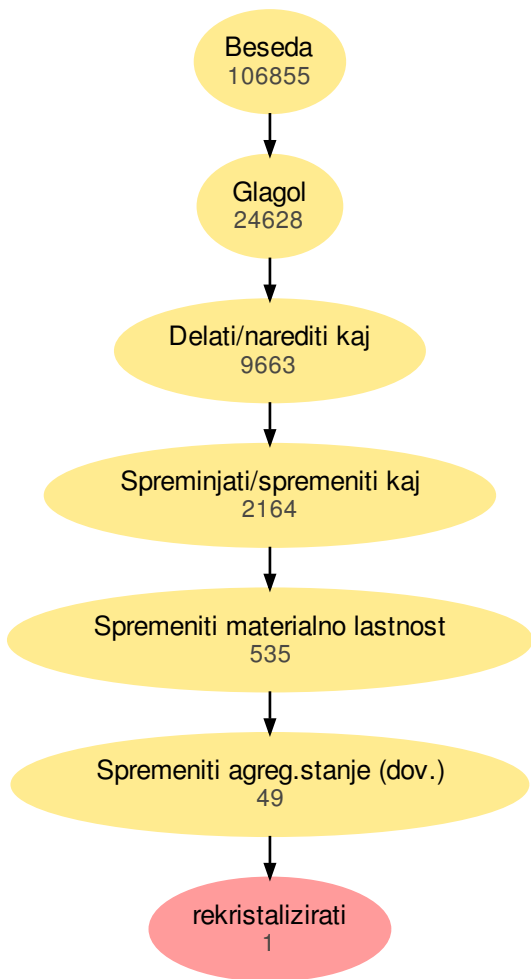 Beseda
106855
Glagol
24628
Delati/narediti kaj
9663
Spreminjati/spremeniti kaj
2164
Spremeniti materialno lastnost
535
Spremeniti agreg.stanje (dov.)
49
rekristalizirati
1